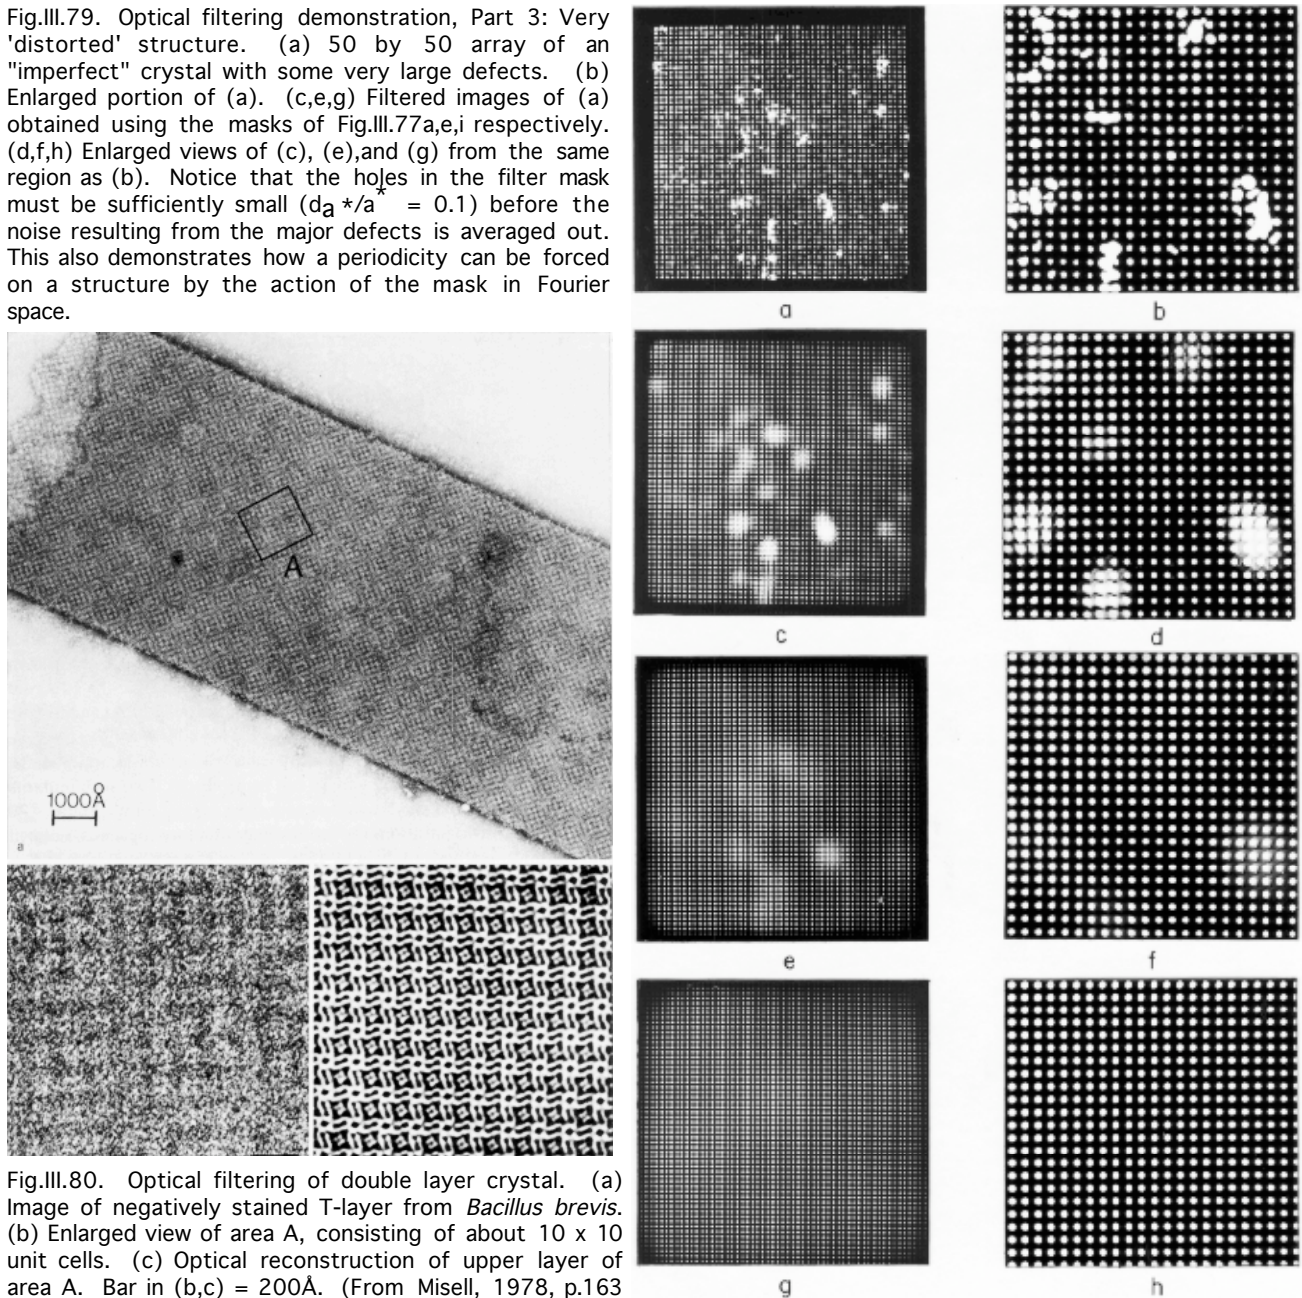 Fig.III.79. Optical filtering demonstration, Part 3: Very
'distorted' structure. (a) 50 by 50 array of an
"imperfect" crystal with some very large defects. (b)
Enlarged portion of (a). (c,e,g) Filtered images of (a)
obtained using the masks of Fig.III.77a,e,i respectively.
(d,f,h) Enlarged views of (c), (e),and (g) from the same
region as (b). Notice that the holes in the filter mask
must be sufficiently small (da*/a* = 0.1) before the
noise resulting from the major defects is averaged out.
This also demonstrates how a periodicity can be forced
on a structure by the action of the mask in Fourier
space.
A
1000Å
a
Fig.III.80. Optical filtering of double layer crystal. (a)
Image of negatively stained T-layer from Bacillus brevis.
(b) Enlarged view of area A, consisting of about 10 x 10
unit cells. (c) Optical reconstruction of upper layer of
area A. Bar in (b,c) = 200Å. (From Misell, 1978, p.163
a
b
c
d
e
f
g
h